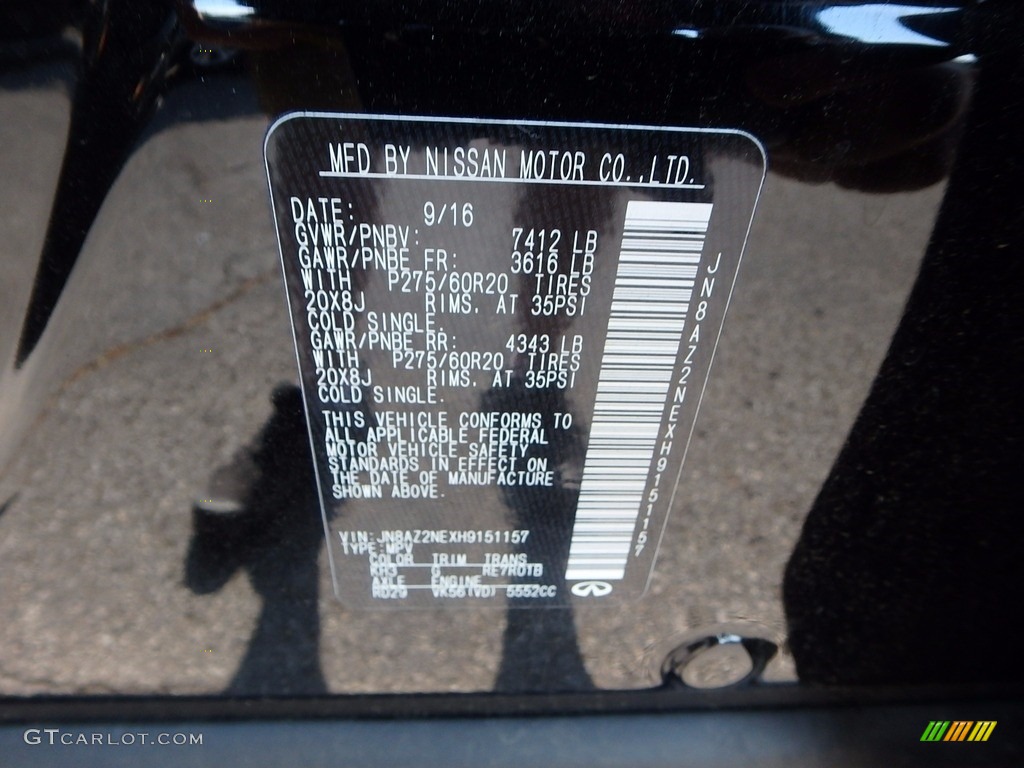 MFD BY NISSAN MOTOR CO.,LTD.
DATE: 9/16
GVWR/PNBV: 7412 LB
GAWR/PNBE FR: 3616 LB
WITH P275/60R20 TIRES
20X8J RIMS. AT 35PSI
COLD SINGLE.
GAWR/PNBE RR: 4343 LB
WITH P275/60R20 TIRES
20X8J RIMS. AT 35PSI
COLD SINGLE.
THIS VEHICLE CONFORMS TO
ALL APPLICABLE FEDERAL
MOTOR VEHICLE SAFETY
STANDARDS IN EFFECT ON
THE DATE OF MANUFACTURE
SHOWN ABOVE.
VIN:JN8AZ2NEXH9151157
TYPE:MPV
COLOR TRIM TRANS
KH3 G RE7R01B
AXLE ENGINE
RD29 VK56(VD) 5552CC
JN8AZ2NEXH9151157
GTCARLOT.COM